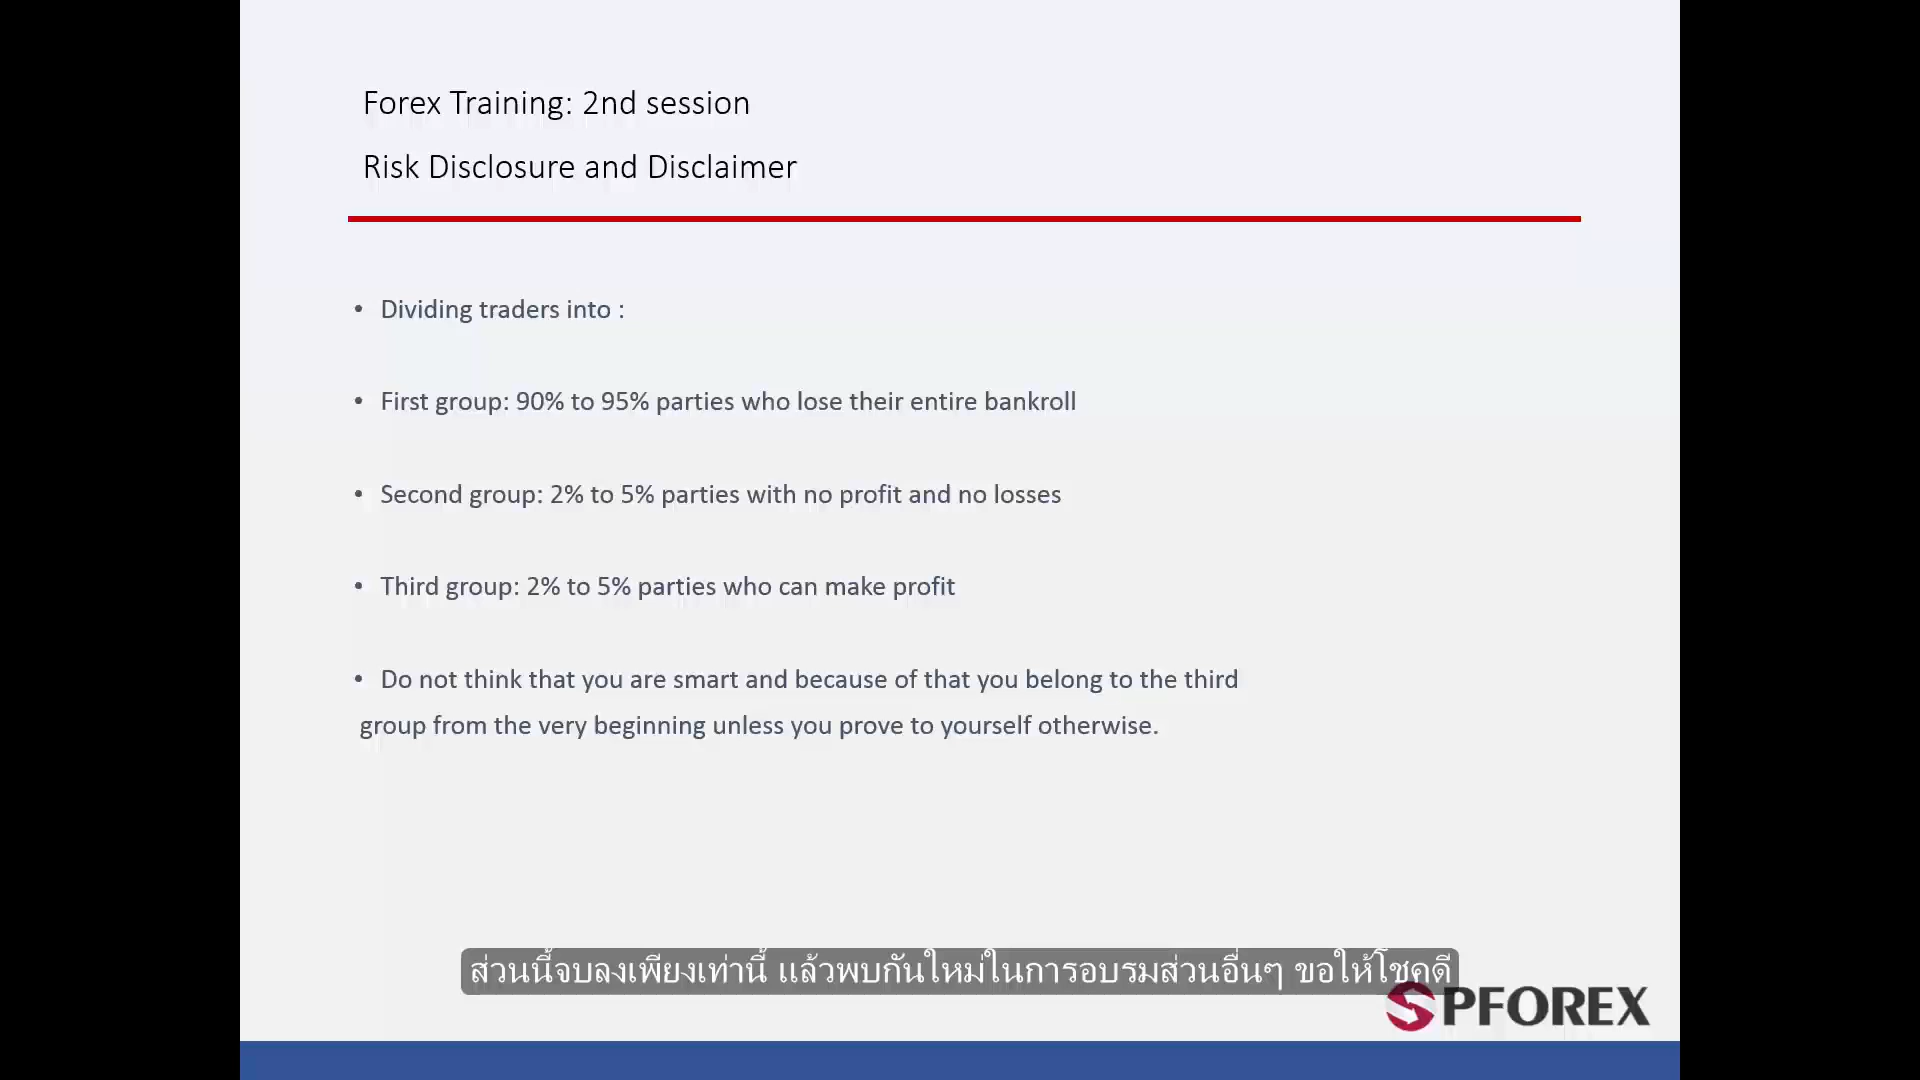 Forex Training: 2nd session
Risk Disclosure and Disclaimer
• Dividing traders into :
• First group: 90% to 95% parties who lose their entire bankroll
• Second group: 2% to 5% parties with no profit and no losses
• Third group: 2% to 5% parties who can make profit
• Do not think that you are smart and because of that you belong to the third
group from the very beginning unless you prove to yourself otherwise.
ส่วนนี้จบลงเพียงเท่านี้ แล้วพบกันใหม่ในการอบรมส่วนอื่นๆ ขอให้โชคดี
SPFOREX